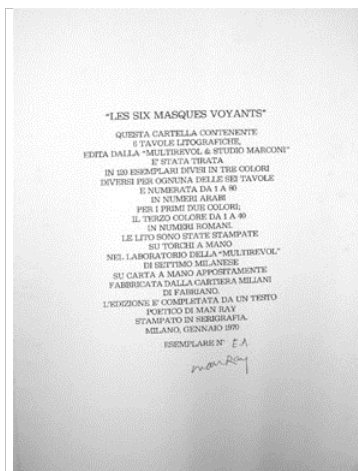 "LES SIX MASQUES VOYANTS"
QUESTA CARTELLA CONTENENTE
6 TAVOLE LITOGRAFICHE,
EDITA DALLA "MULTIREVOL & STUDIO MARCONI"
E' STATA TIRATA
IN 120 ESEMPLARI DIVISI IN TRE COLORI
DIVERSI PER OGNUNA DELLE SEI TAVOLE
E NUMERATA DA 1 A 80
IN NUMERI ARABI
PER I PRIMI DUE COLORI;
IL TERZO COLORE DA 1 A 40
IN NUMERI ROMANI.
LE LITO SONO STATE STAMPATE
SU TORCHI A MANO
NEL LABORATORIO DELLA "MULTIREVOL"
DI SETTIMO MILANESE
SU CARTA A MANO APPOSITAMENTE
FABBRICATA DALLA CARTIERA MILIANI
DI FABRIANO.
L'EDIZIONE E' COMPLETATA DA UN TESTO
POETICO DI MAN RAY
STAMPATO IN SERIGRAFIA.
MILANO, GENNAIO 1970
ESEMPLARE N° E.A
Man Ray